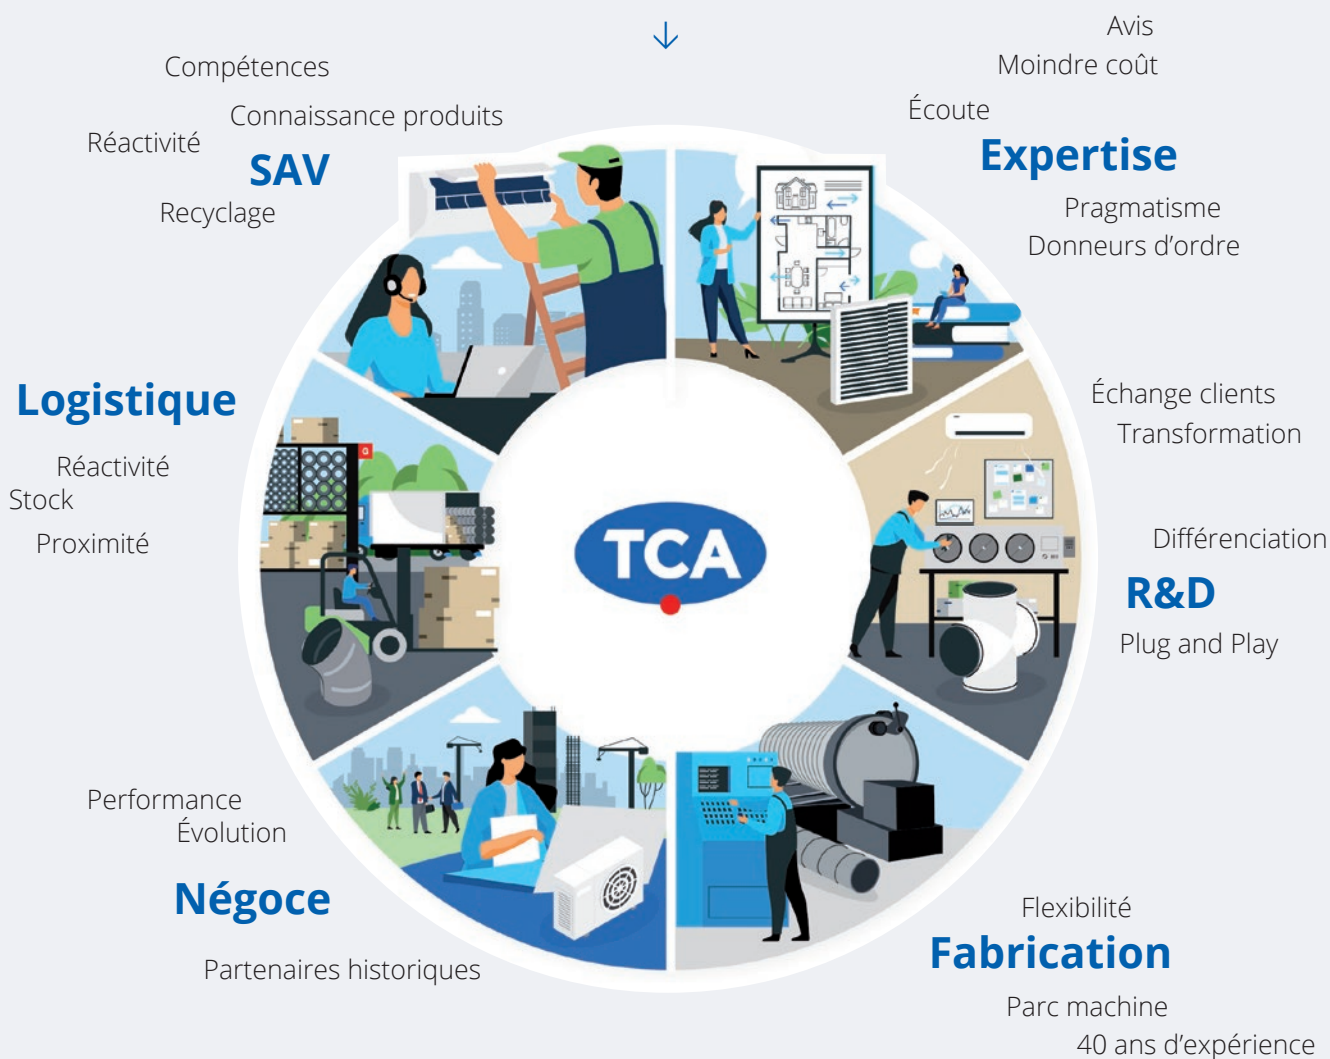 Compétences
Connaissance produits
Réactivité
SAV
Recyclage
Avis
Moindre coût
Écoute
Expertise
Pragmatisme
Donneurs d'ordre
Échange clients
Transformation
Différenciation
R&D
Plug and Play
Flexibilité
Fabrication
Parc machine
40 ans d'expérience
Performance
Évolution
Négoce
Partenaires historiques
Logistique
Réactivité
Stock
Proximité
TCA
G